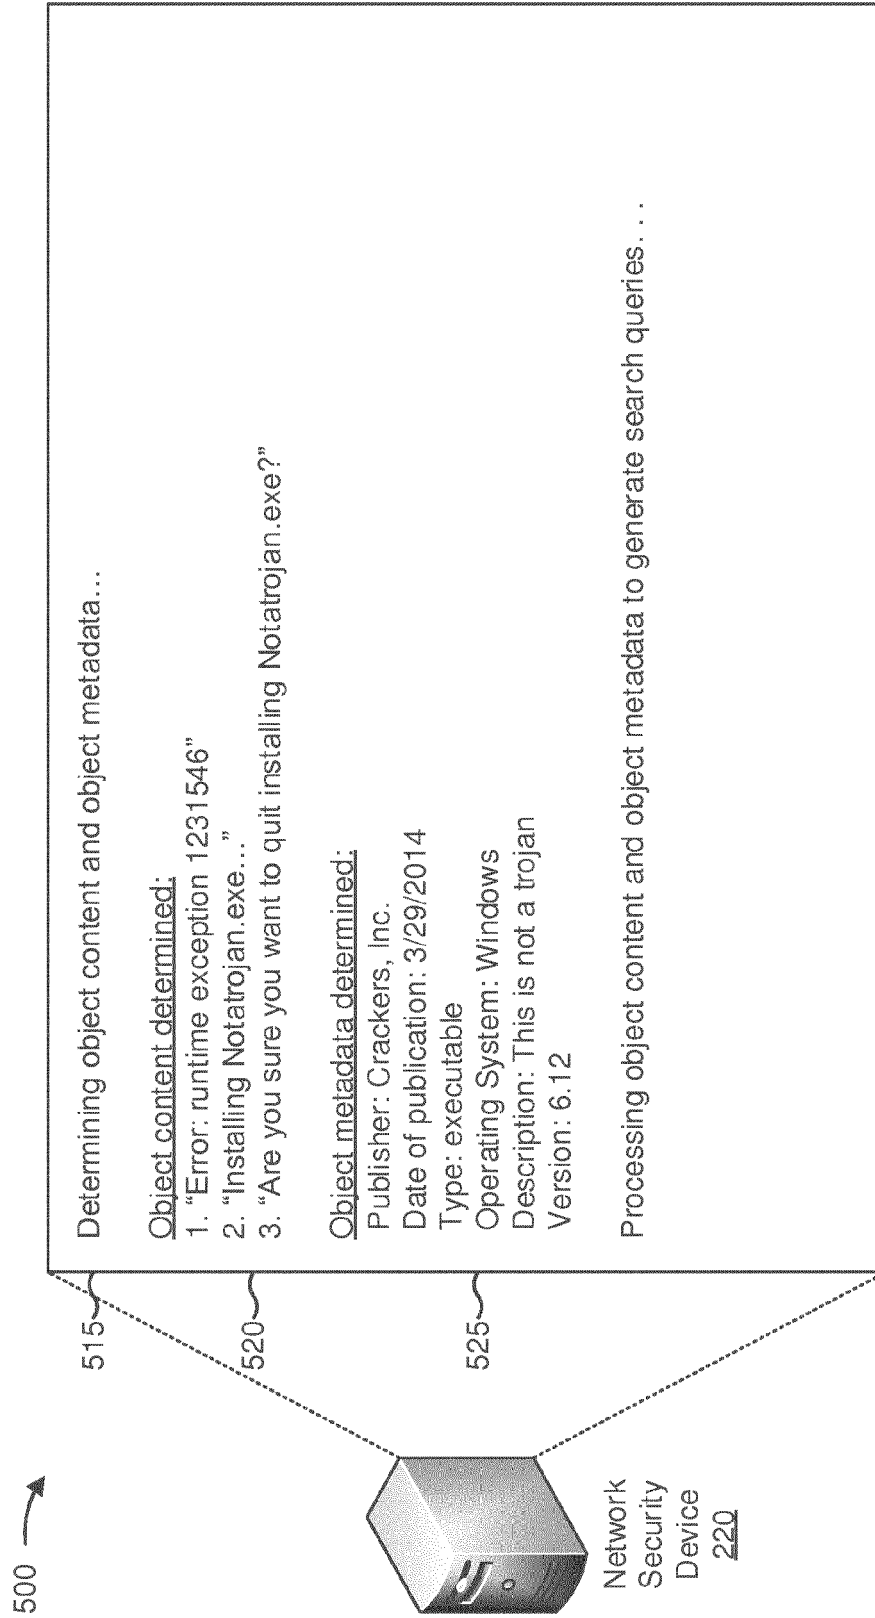 500
Network
Security
Device
220
515
520
525
Determining object content and object metadata...
Object content determined:
1. “Error: runtime exception 1231546”
2. “Installing Notatrojan.exe...”
3. “Are you sure you want to quit installing Notatrojan.exe?”
Object metadata determined:
Publisher: Crackers, Inc.
Date of publication: 3/29/2014
Type: executable
Operating System: Windows
Description: This is not a trojan
Version: 6.12
Processing object content and object metadata to generate search queries. . .